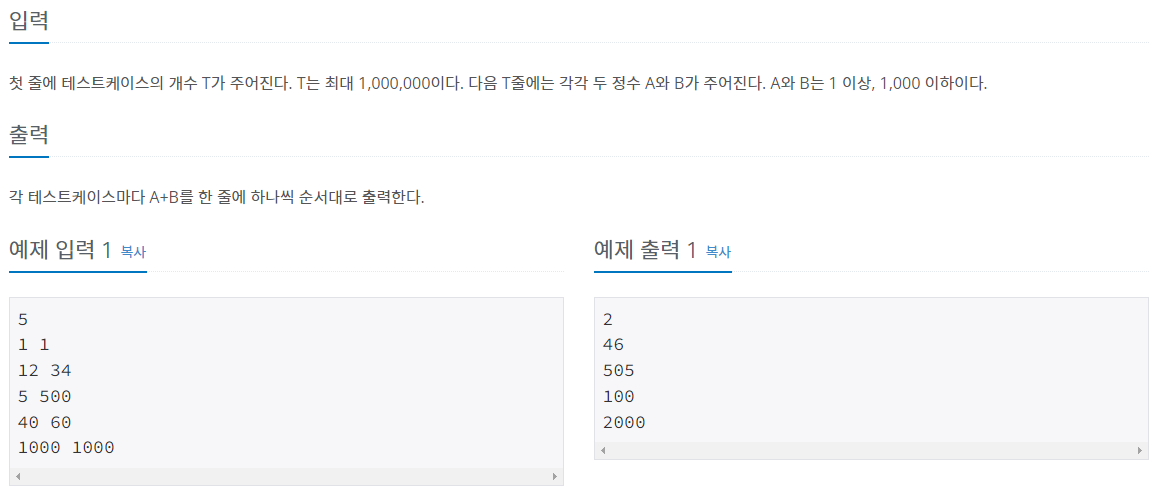 입력
첫 줄에 테스트케이스의 개수 T가 주어진다. T는 최대 1,000,000이다. 다음 T줄에는 각각 두 정수 A와 B가 주어진다. A와 B는 1 이상, 1,000 이하이다.
출력
각 테스트케이스마다 A+B를 한 줄에 하나씩 순서대로 출력한다.
예제 입력 1 복사
5
1 1
12 34
5 500
40 60
1000 1000
예제 출력 1 복사
2
46
505
100
2000